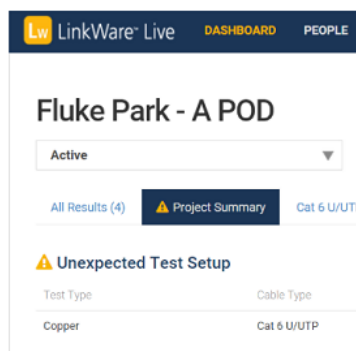 Lw LinkWare™ Live DASHBOARD PEOPLE
Fluke Park - A POD
Active
All Results (4) Project Summary Cat 6 U/UT
Unexpected Test Setup
Test Type Cable Type
Copper Cat 6 U/UTP